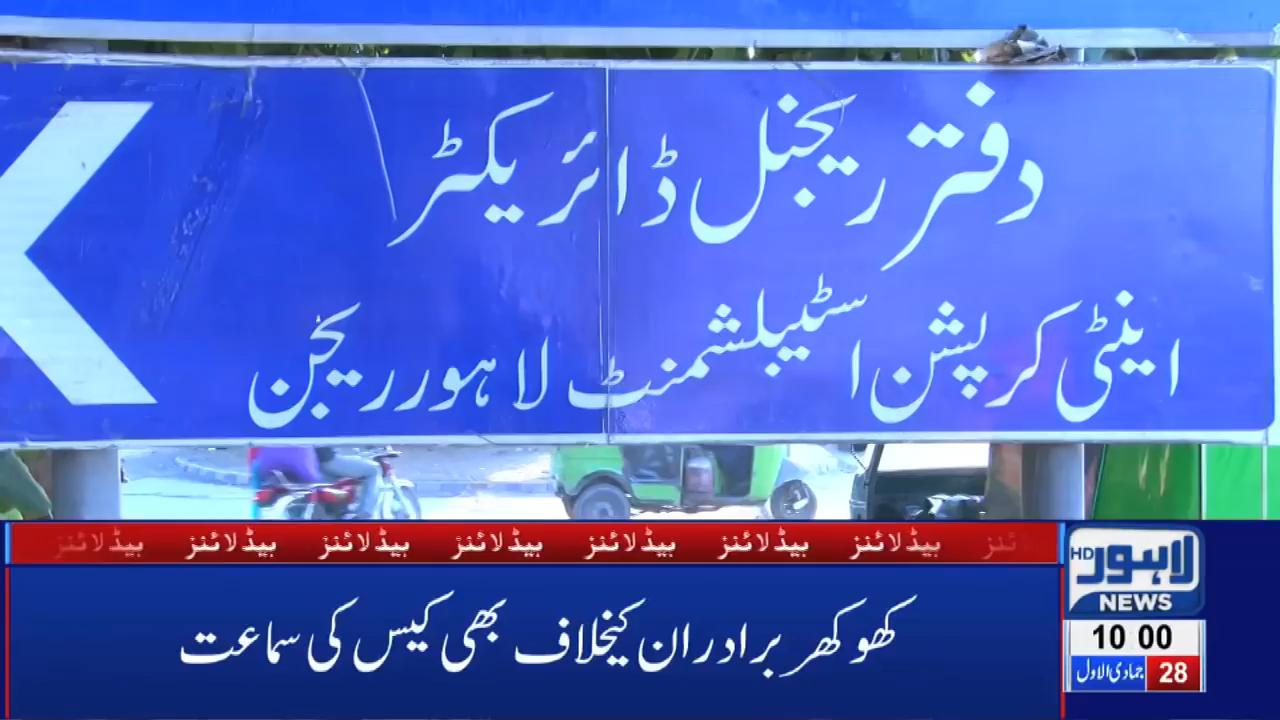 دفتر ریجنل ڈائریکٹر
اینٹی کرپشن اسٹیبلشمنٹ لاہور ریجن
ہیڈلائنز ہیڈلائنز ہیڈلائنز ہیڈلائنز ہیڈلائنز ہیڈلائنز ہیڈلائنز
کھوکھر برادران کیخلاف بھی کیس کی سماعت
HD لاہور
NEWS
10 00
28 جمادی الاول